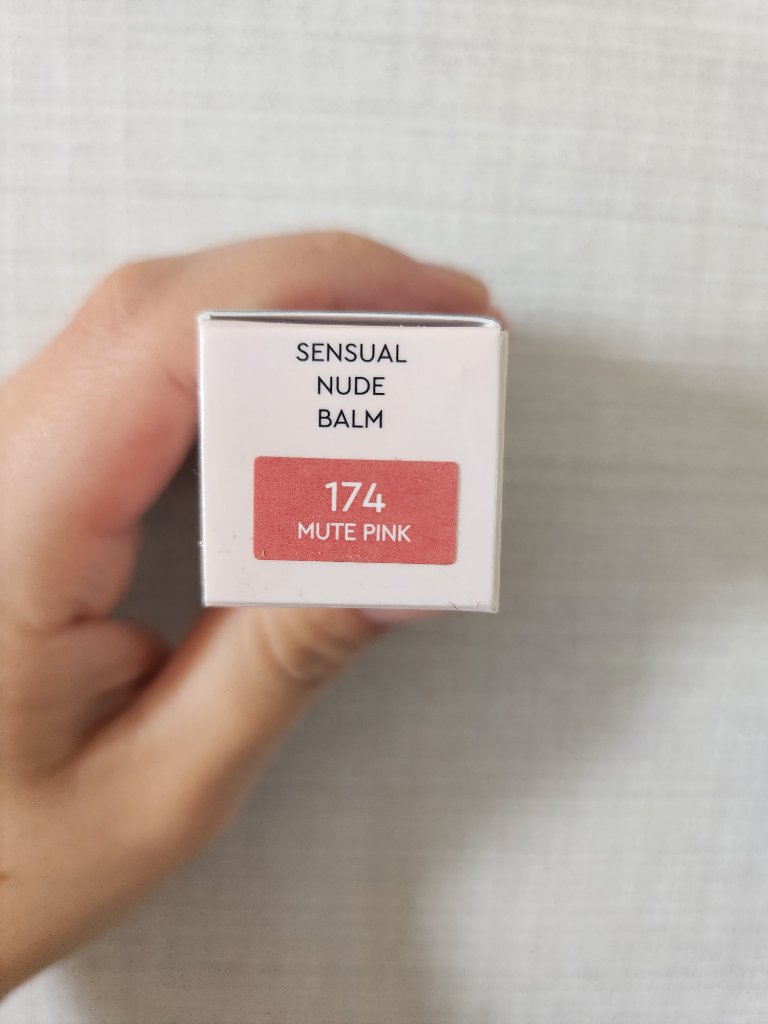 SENSUAL
NUDE
BALM
174
MUTE PINK